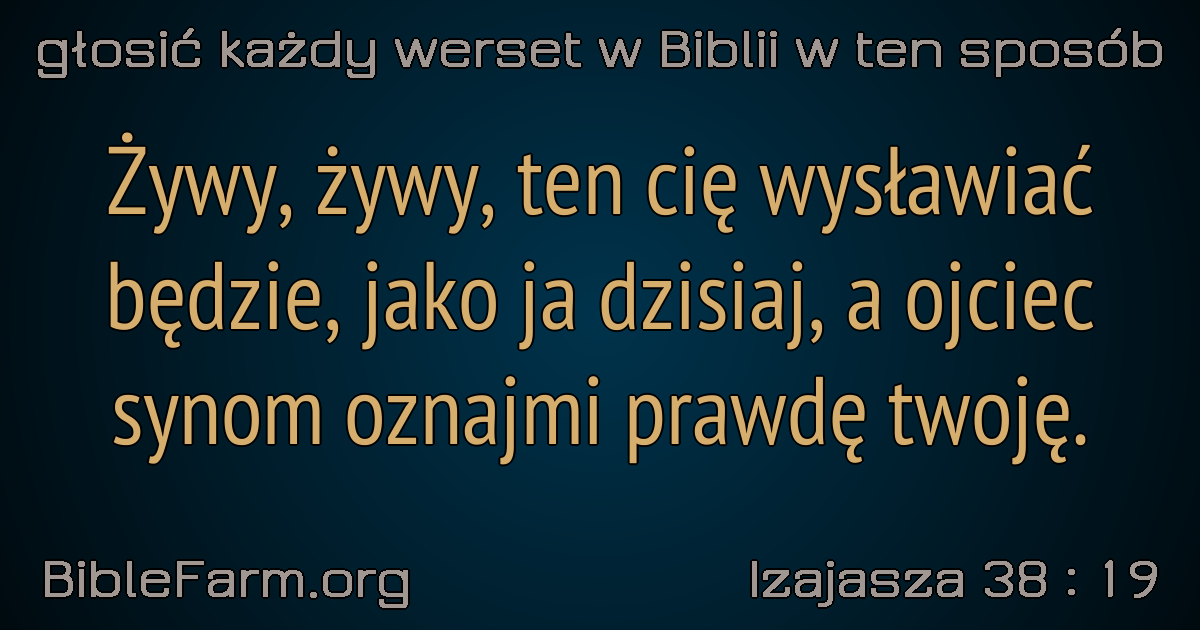 głosić każdy werset w Biblii w ten sposób
Żywy, żywy, ten cię wysławiać
będzie, jako ja dzisiaj, a ojciec
synom oznajmi prawdę twoję.
BibleFarm.org
Izajasza 38 : 19